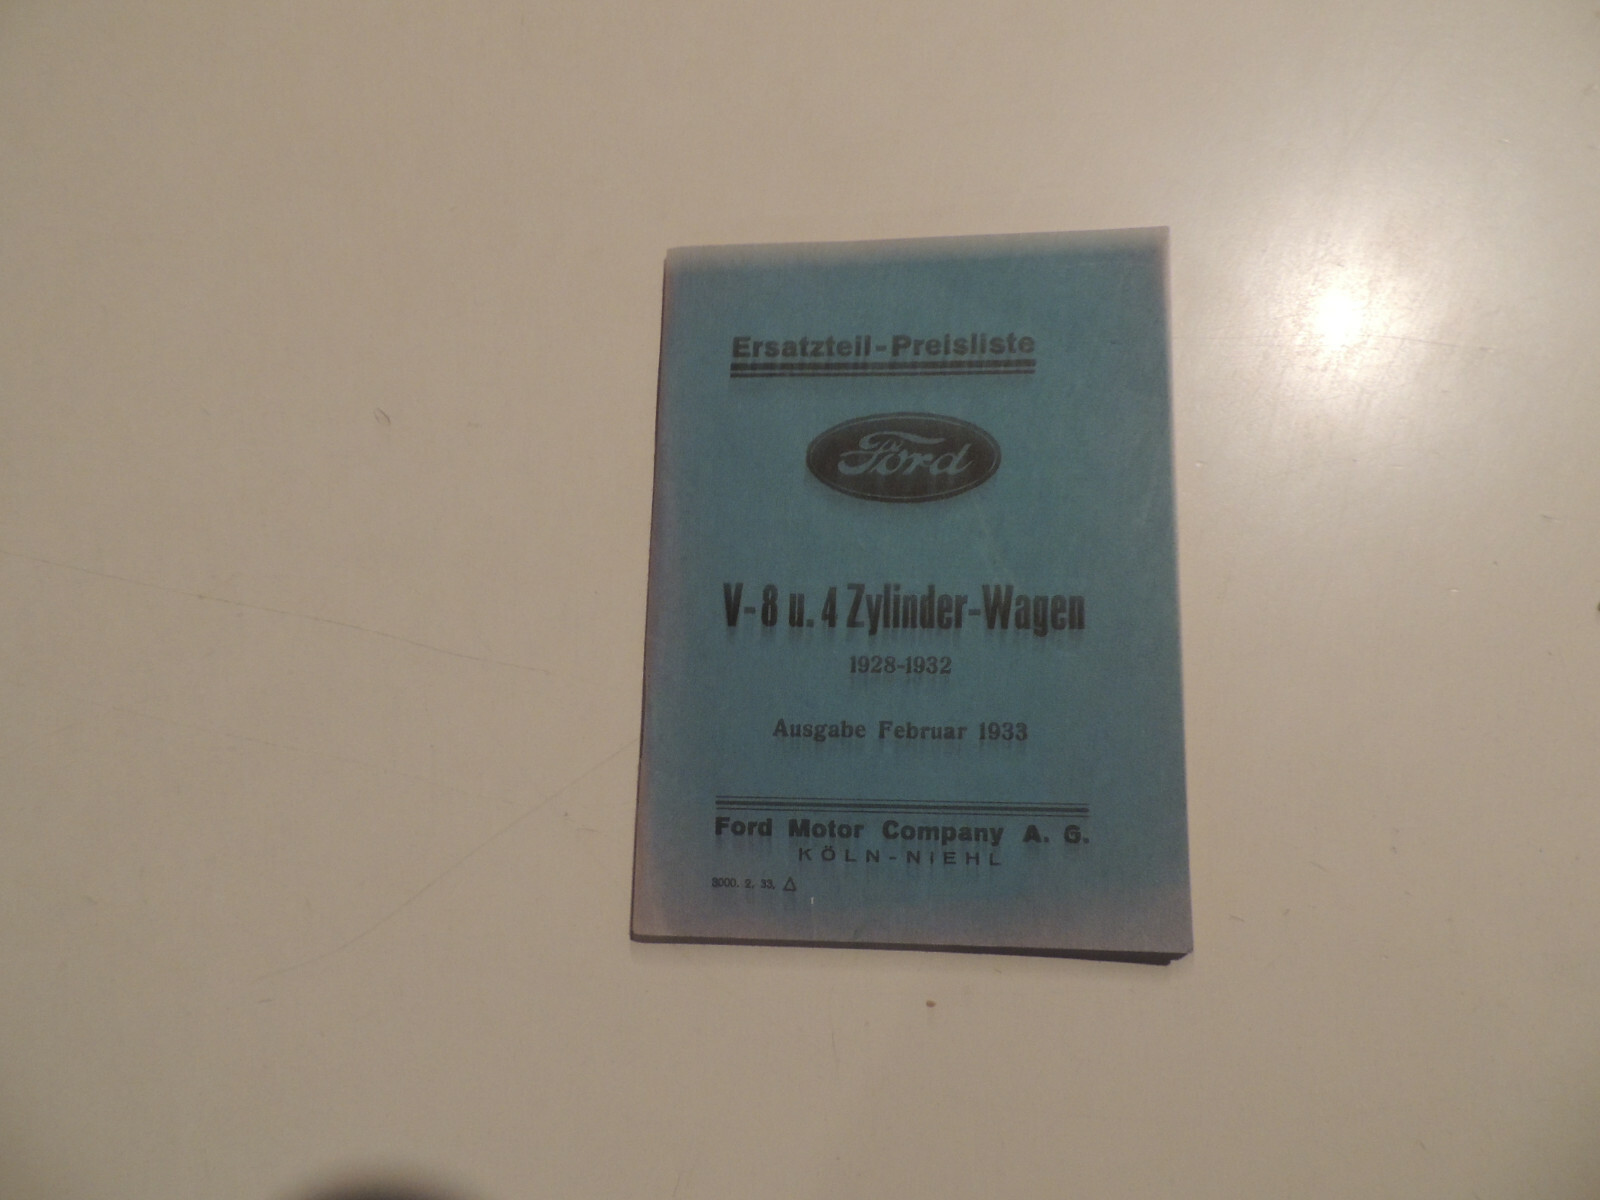 Ersatzteil-Preisliste
Ford
V-8 u. 4 Zylinder-Wagen
1928-1932
Ausgabe Februar 1933
Ford Motor Company A. G.
KÖLN-NIEHL
3000. 2. 33. △